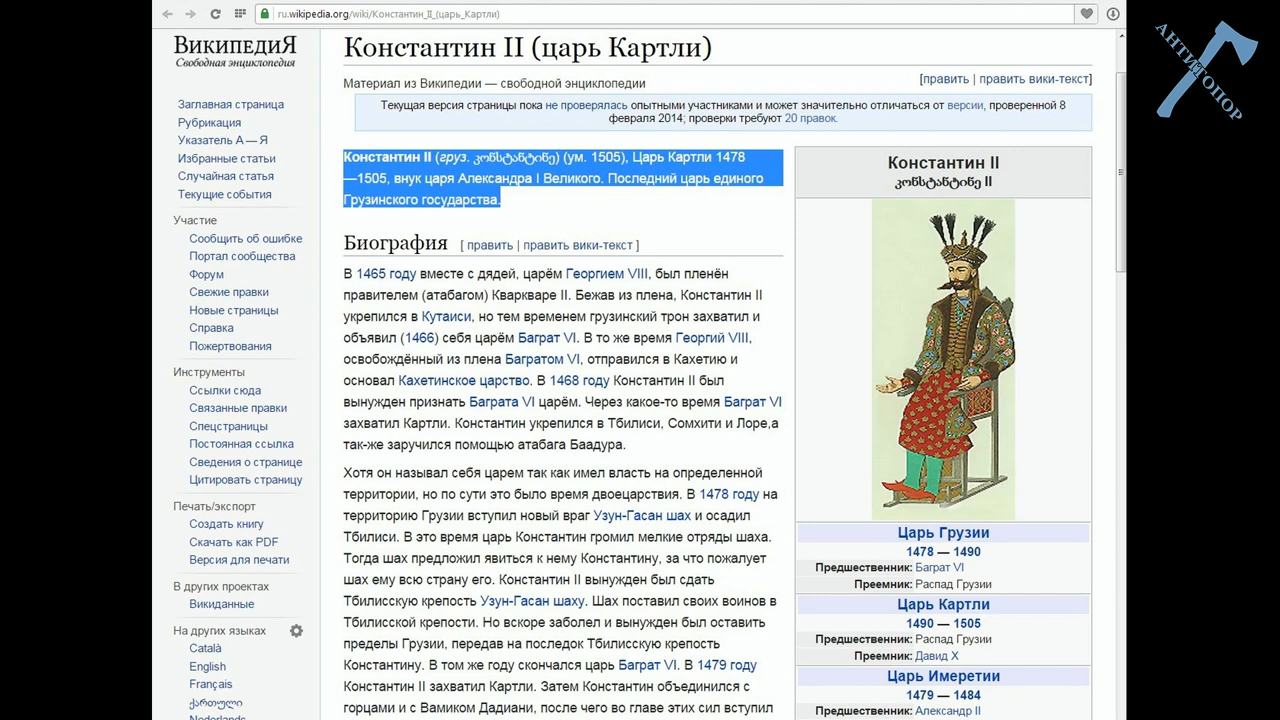 ru.wikipedia.org/wiki/Константин_II_(царь_Картли)
АНТИТОПОР
ВикипедиЯ
Свободная энциклопедия
Заглавная страница
Рубрикация
Указатель А — Я
Избранные статьи
Случайная статья
Текущие события
Участие
Сообщить об ошибке
Портал сообщества
Форум
Свежие правки
Новые страницы
Справка
Пожертвования
Инструменты
Ссылки сюда
Связанные правки
Спецстраницы
Постоянная ссылка
Сведения о странице
Цитировать страницу
Печать/экспорт
Создать книгу
Скачать как PDF
Версия для печати
В других проектах
Викиданные
На других языках
Català
English
Français
ქართული
Nederlands
Константин II (царь Картли)
Материал из Википедии — свободной энциклопедии
[править | править вики-текст]
Текущая версия страницы пока не проверялась опытными участниками и может значительно отличаться от версии, проверенной 8
февраля 2014; проверки требуют 20 правок.
Константин II (груз. კონსტანტინე) (ум. 1505), Царь Картли 1478
—1505, внук царя Александра I Великого. Последний царь единого
Грузинского государства.
Биография [ править | править вики-текст ]
В 1465 году вместе с дядей, царём Георгием VIII, был пленён
правителем (атабагом) Кваркваре II. Бежав из плена, Константин II
укрепился в Кутаиси, но тем временем грузинский трон захватил и
объявил (1466) себя царём Баграт VI. В то же время Георгий VIII,
освобождённый из плена Багратом VI, отправился в Кахетию и
основал Кахетинское царство. В 1468 году Константин II был
вынужден признать Баграта VI царём. Через какое-то время Баграт VI
захватил Картли. Константин укрепился в Тбилиси, Сомхити и Лоре,а
так-же заручился помощью атабага Баадура.
Хотя он называл себя царем так как имел власть на определенной
территории, но по сути это было время двоецарствия. В 1478 году на
территорию Грузии вступил новый враг Узун-Гасан шах и осадил
Тбилиси. В это время царь Константин громил мелкие отряды шаха.
Тогда шах предложил явиться к нему Константину, за что пожалует
шах ему всю страну его. Константин II вынужден был сдать
Тбилисскую крепость Узун-Гасан шаху. Шах поставил своих воинов в
Тбилисской крепости. Но вскоре заболел и вынужден был оставить
пределы Грузии, передав на последок Тбилисскую крепость
Константину. В том же году скончался царь Баграт VI. В 1479 году
Константин II захватил Картли. Затем Константин объединился с
горцами и с Вамиком Дадиани, после чего во главе этих сил вступил
Константин II
კონსტანტინე II
Царь Грузии
1478 — 1490
Предшественник: Баграт VI
Преемник: Распад Грузии
Царь Картли
1490 — 1505
Предшественник: Распад Грузии
Преемник: Давид X
Царь Имеретии
1479 — 1484
Предшественник: Александр II